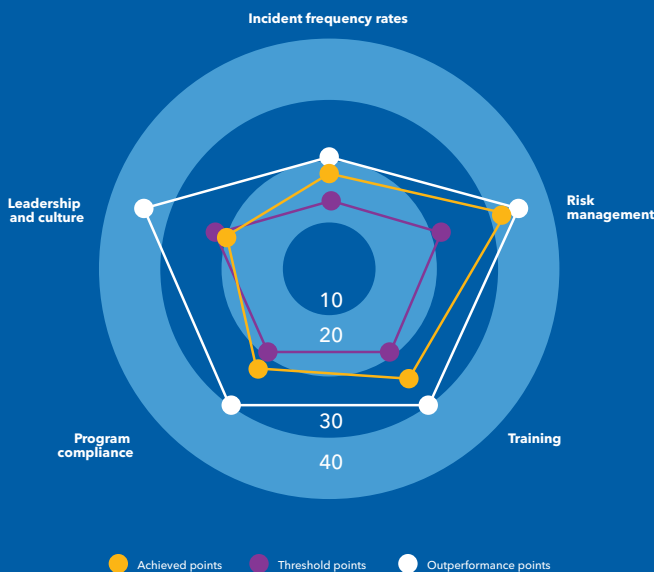 Incident frequency rates
Leadership
and culture
Risk
management
10
20
30
40
Program
compliance
Training
Achieved points
Threshold points
Outperformance points